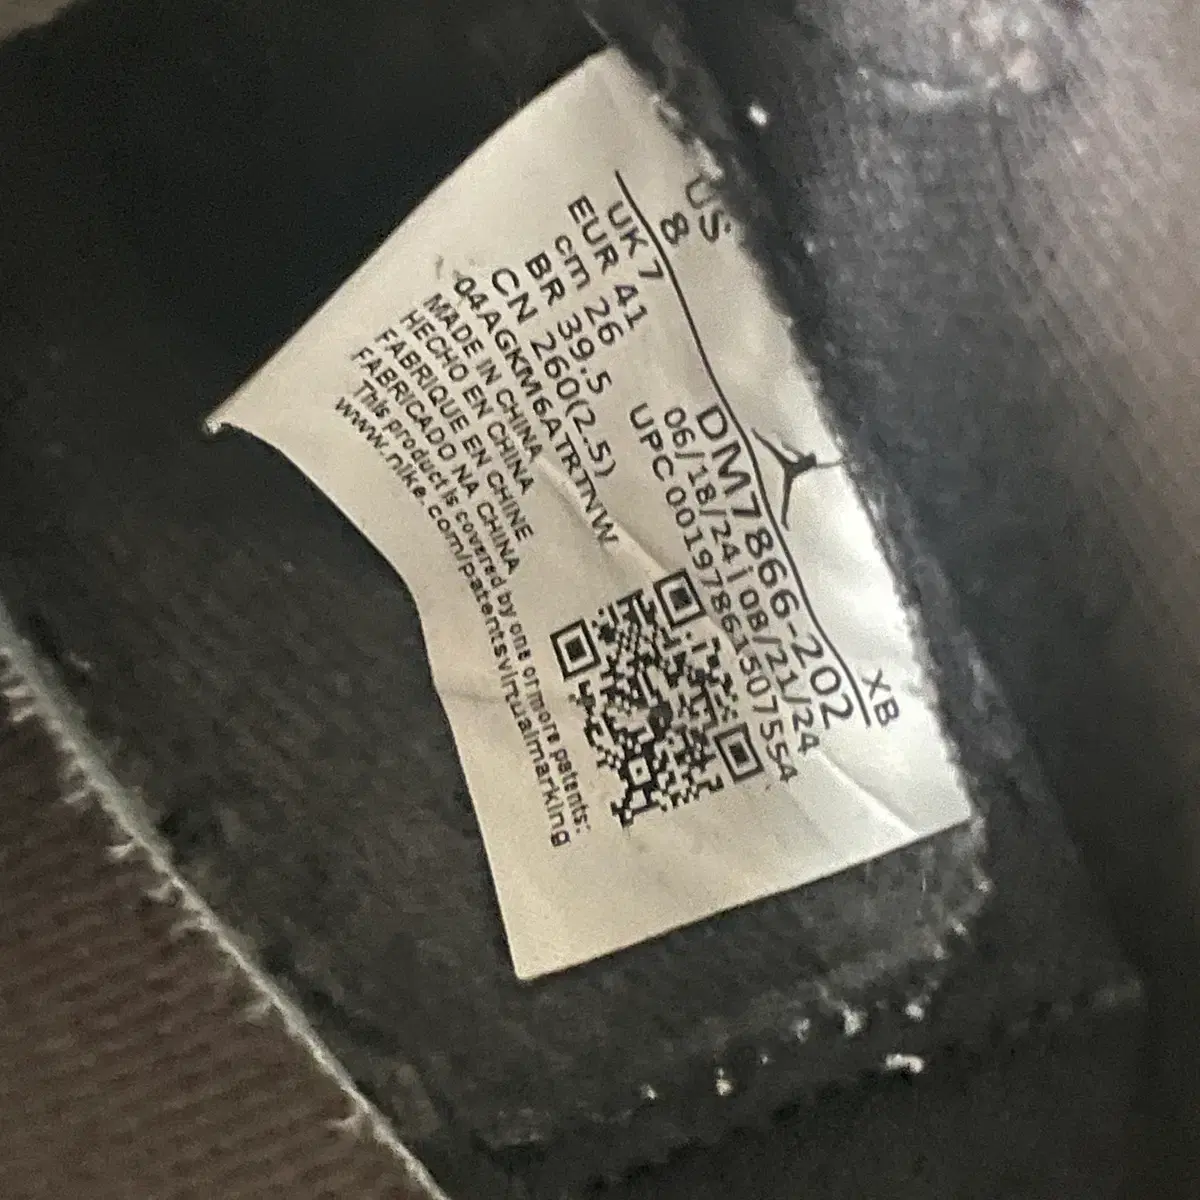 US
8
XB
UK 7
EUR 41
cm 26
BR 39.5
CN 260(2.5)
04AGKM6ATRTNW
MADE IN CHINA
HECHO EN CHINA
FABRIQUE EN CHINE
FABRICADO NA CHINA
This product is covered by one or more patents:
www.nike.com/patentsvirtualmarking
DM7866-202
06/18/24 | 08/21/24
UPC 00197861507554